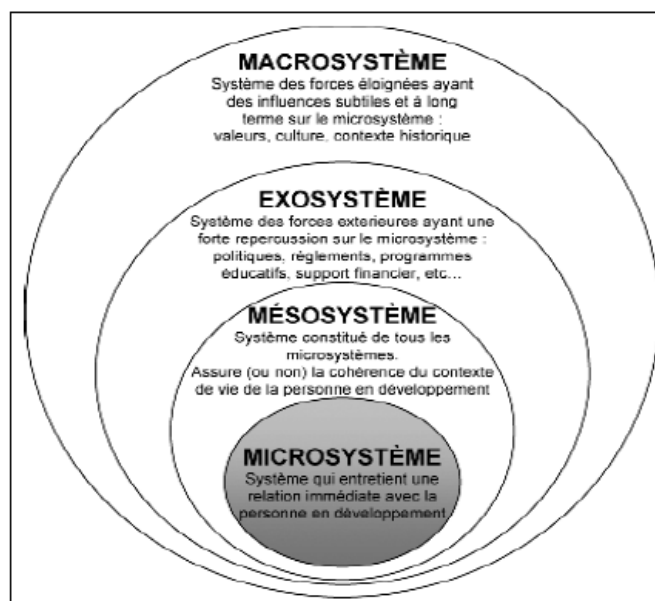 MACROSYSTÈME
Système des forces éloignées ayant
des influences subtiles et à long
terme sur le microsystème :
valeurs, culture, contexte historique
EXOSYSTÈME
Système des forces exterieures ayant une
forte repercussion sur le microsystème :
politiques, règlements, programmes
éducatifs, support financier, etc...
MÉSOSYSTÈME
Système constitué de tous les
microsystèmes.
Assure (ou non) la cohérence du contexte
de vie de la personne en développement
MICROSYSTÈME
Système qui entretient une
relation immédiate avec la
personne en développement